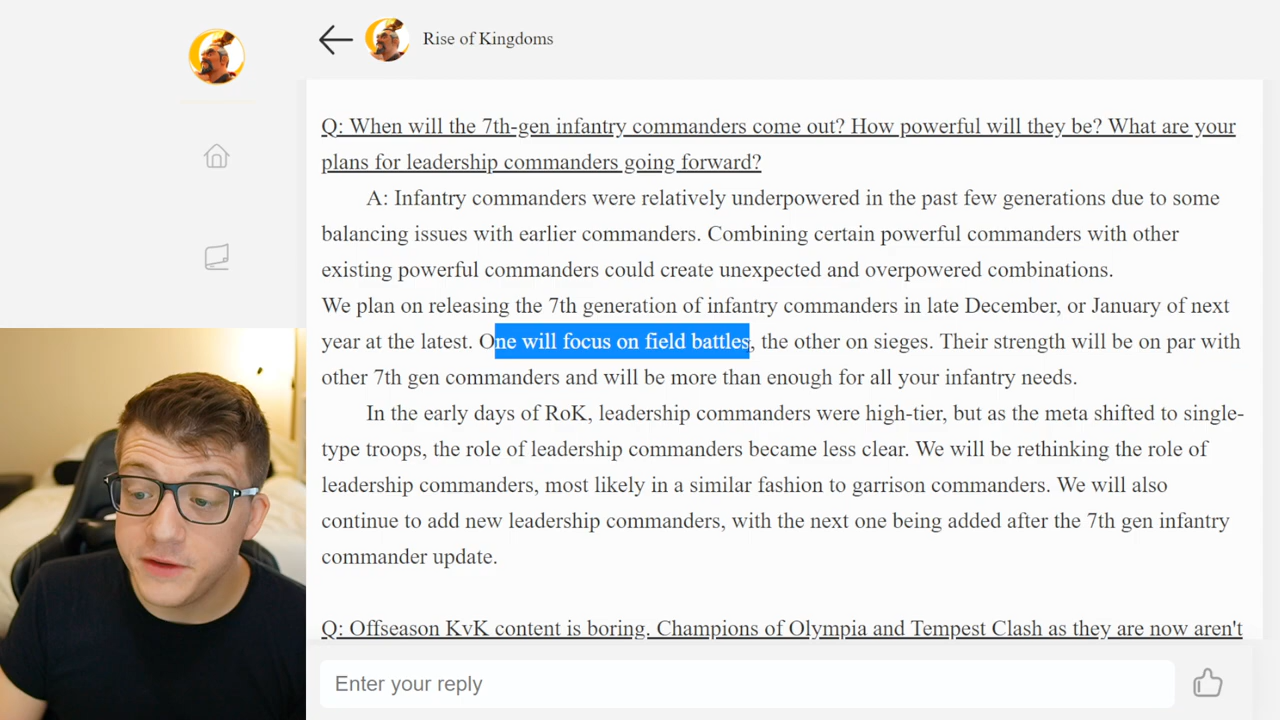 Rise of Kingdoms
Q: When will the 7th-gen infantry commanders come out? How powerful will they be? What are your
plans for leadership commanders going forward?
A: Infantry commanders were relatively underpowered in the past few generations due to some
balancing issues with earlier commanders. Combining certain powerful commanders with other
existing powerful commanders could create unexpected and overpowered combinations.
We plan on releasing the 7th generation of infantry commanders in late December, or January of next
year at the latest. One will focus on field battles, the other on sieges. Their strength will be on par with
other 7th gen commanders and will be more than enough for all your infantry needs.
In the early days of RoK, leadership commanders were high-tier, but as the meta shifted to single-
type troops, the role of leadership commanders became less clear. We will be rethinking the role of
leadership commanders, most likely in a similar fashion to garrison commanders. We will also
continue to add new leadership commanders, with the next one being added after the 7th gen infantry
commander update.
Q: Offseason KvK content is boring. Champions of Olympia and Tempest Clash as they are now aren't
Enter your reply